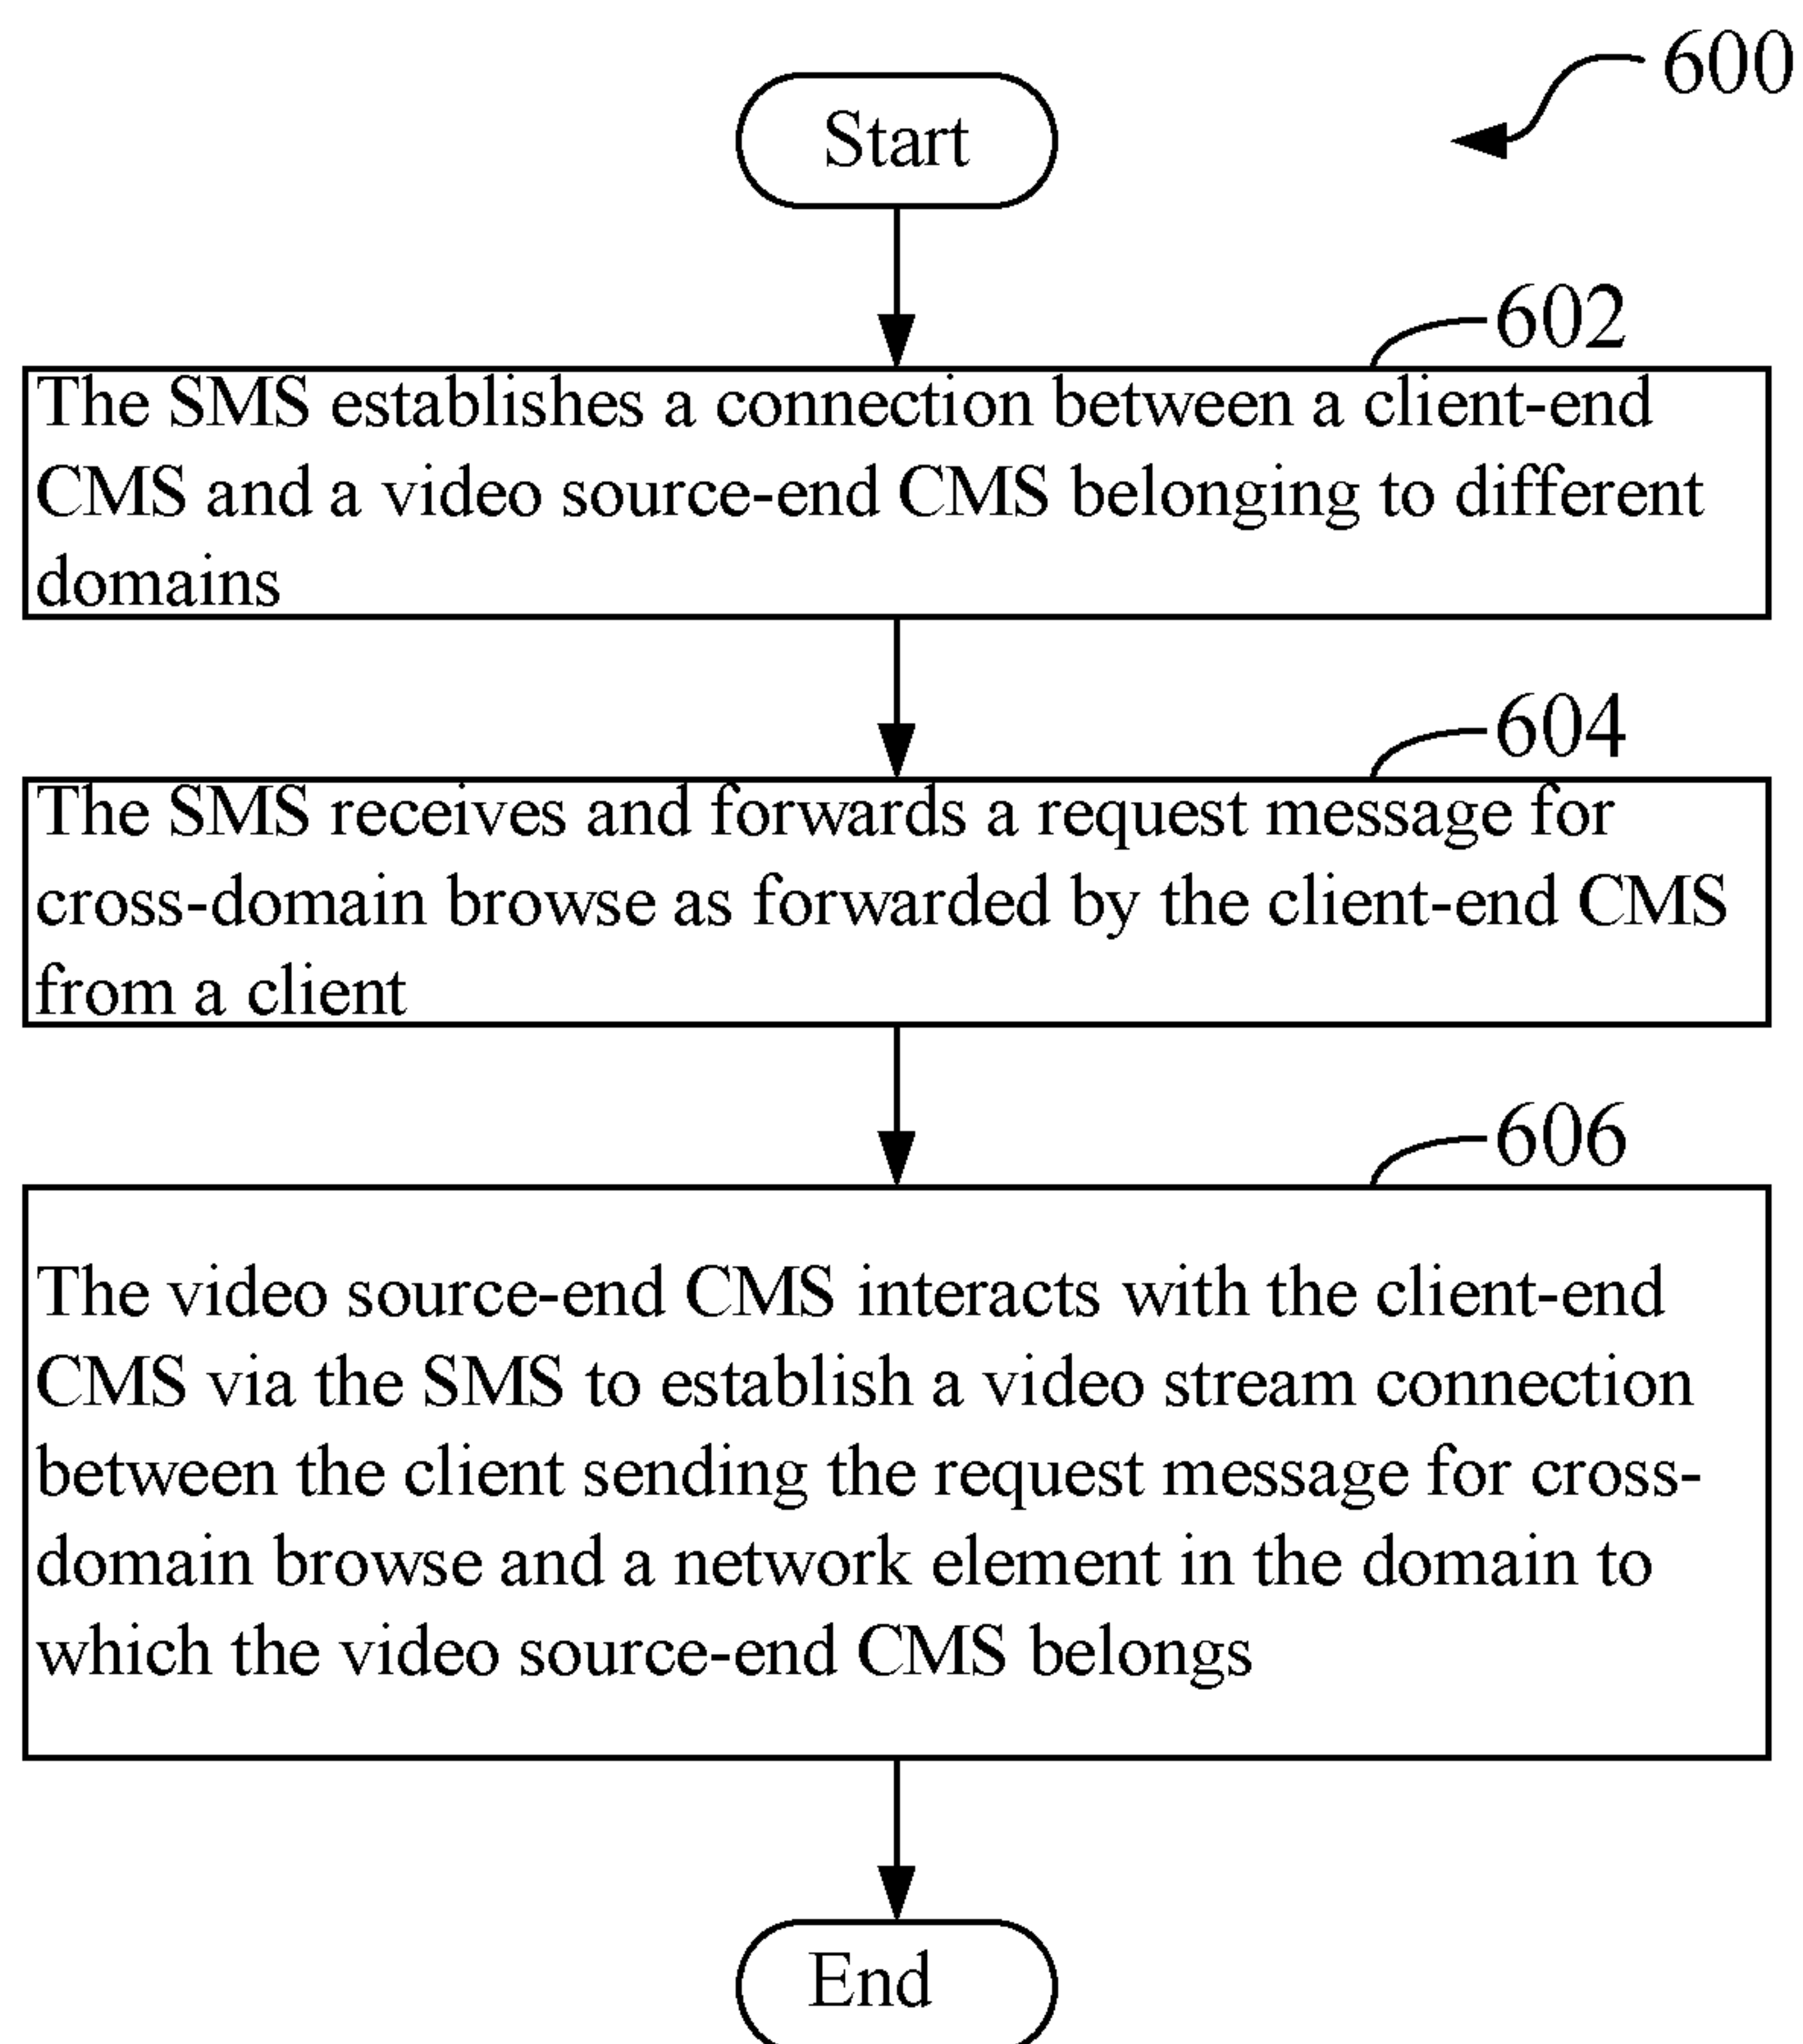 600
Start
602
The SMS establishes a connection between a client-end
CMS and a video source-end CMS belonging to different
domains
604
The SMS receives and forwards a request message for
cross-domain browse as forwarded by the client-end CMS
from a client
606
The video source-end CMS interacts with the client-end
CMS via the SMS to establish a video stream connection
between the client sending the request message for cross-
domain browse and a network element in the domain to
which the video source-end CMS belongs
End